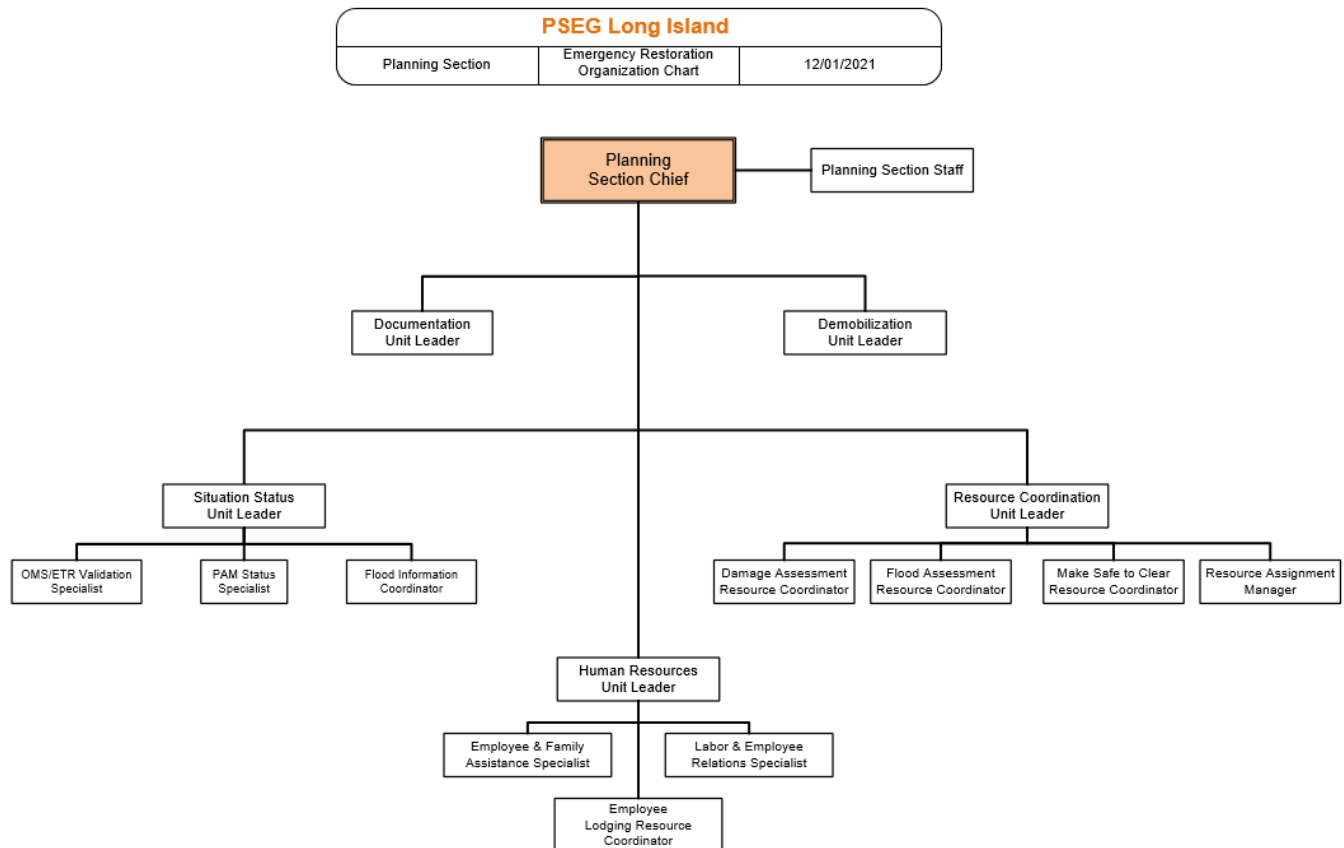 PSEG Long Island
Planning Section
Emergency Restoration
Organization Chart
12/01/2021
Planning
Section Chief
Planning Section Staff
Documentation
Unit Leader
Demobilization
Unit Leader
Situation Status
Unit Leader
Resource Coordination
Unit Leader
OMS/ETR Validation
Specialist
PAM Status
Specialist
Flood Information
Coordinator
Damage Assessment
Resource Coordinator
Flood Assessment
Resource Coordinator
Make Safe to Clear
Resource Coordinator
Resource Assignment
Manager
Human Resources
Unit Leader
Employee & Family
Assistance Specialist
Labor & Employee
Relations Specialist
Employee
Lodging Resource
Coordinator